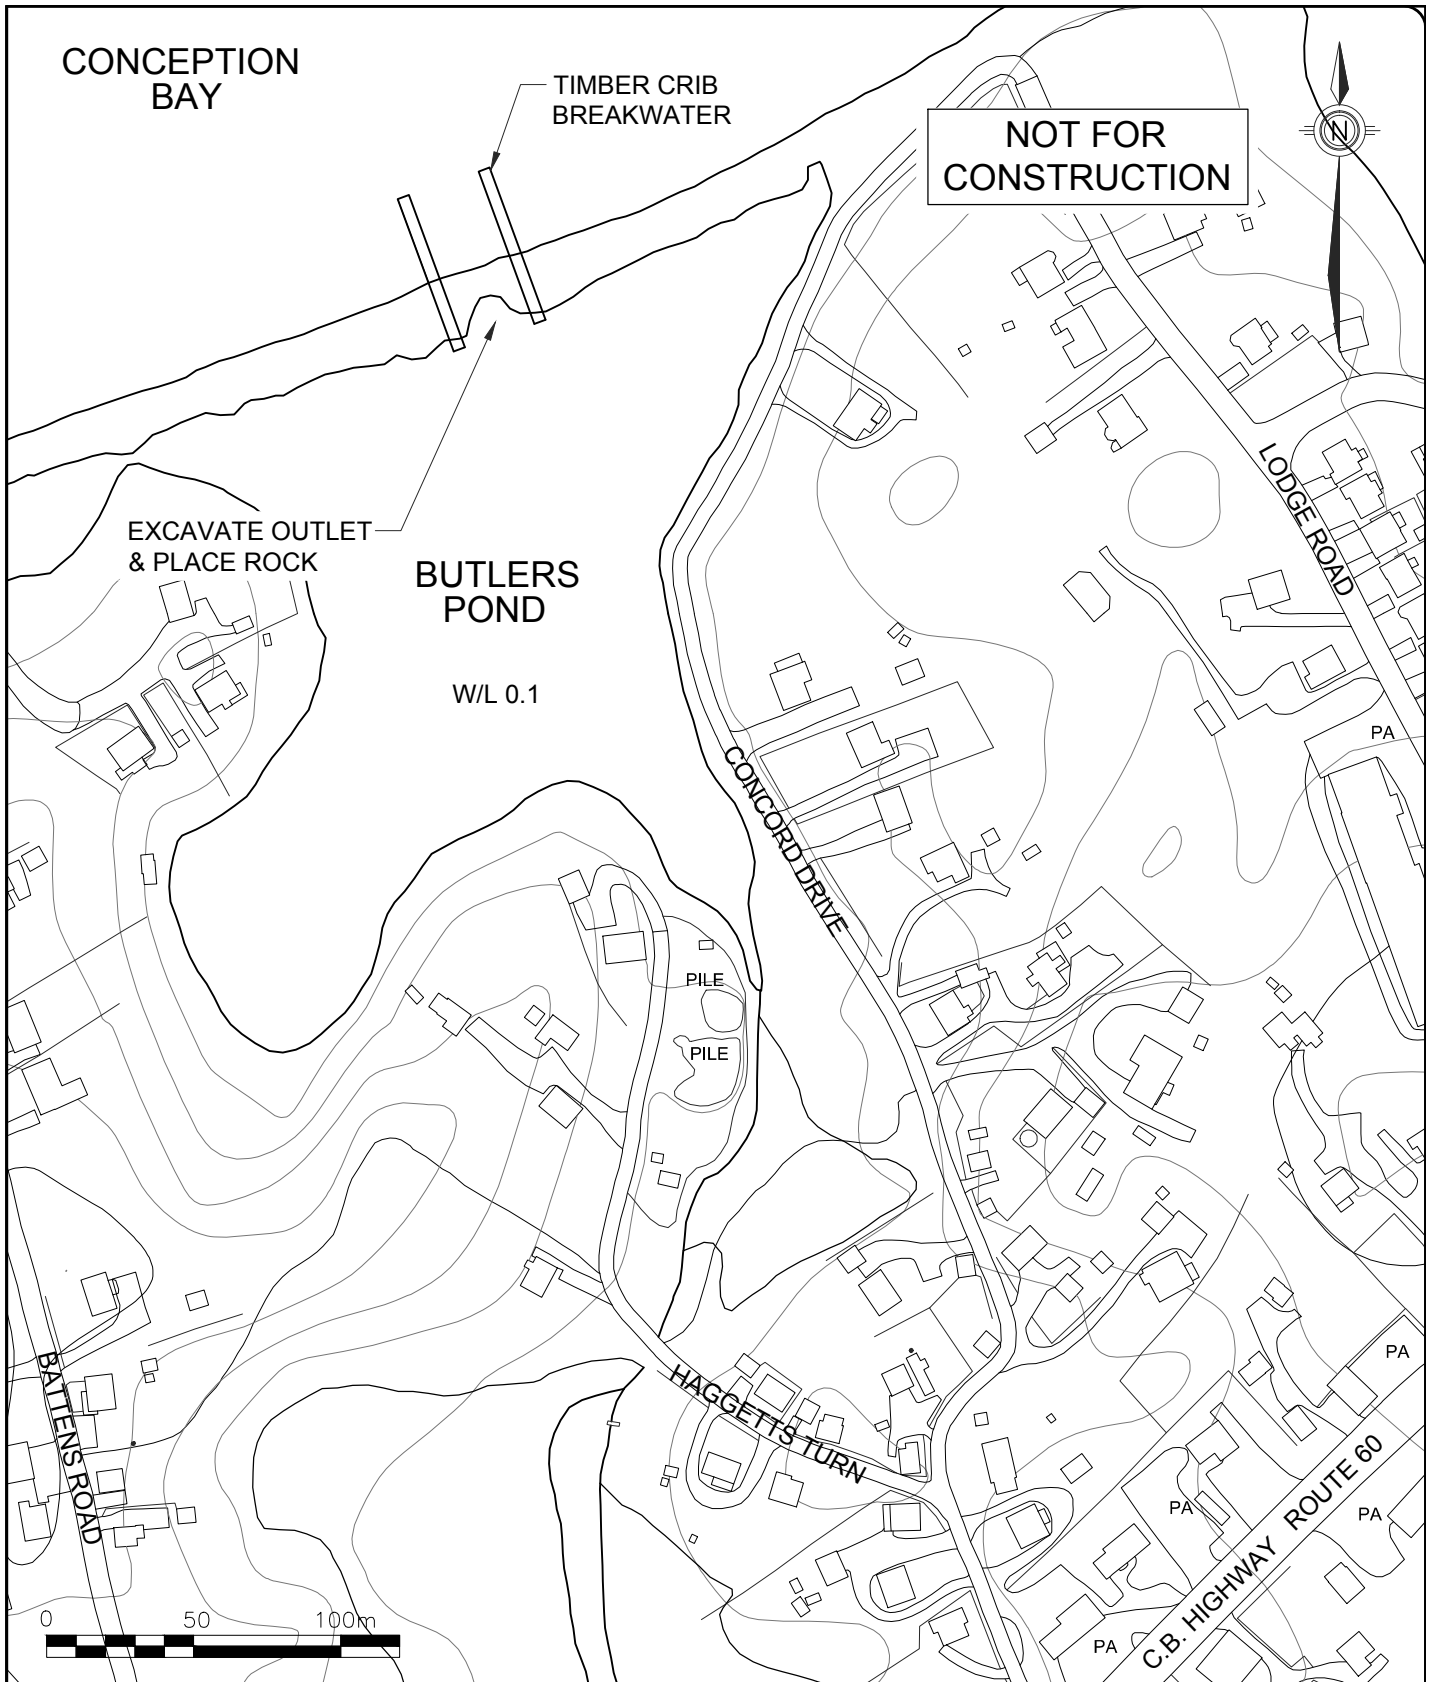 CONCEPTION
BAY
TIMBER CRIB
BREAKWATER
NOT FOR
CONSTRUCTION
N
LODGE ROAD
EXCAVATE OUTLET
& PLACE ROCK
BUTLERS
POND
W/L 0.1
PA
CONCORD DRIVE
PILE
PILE
BATTENS ROAD
HAGGETTS TURN
PA
PA
PA
C.B. HIGHWAY ROUTE 60
PA
0 50 100m